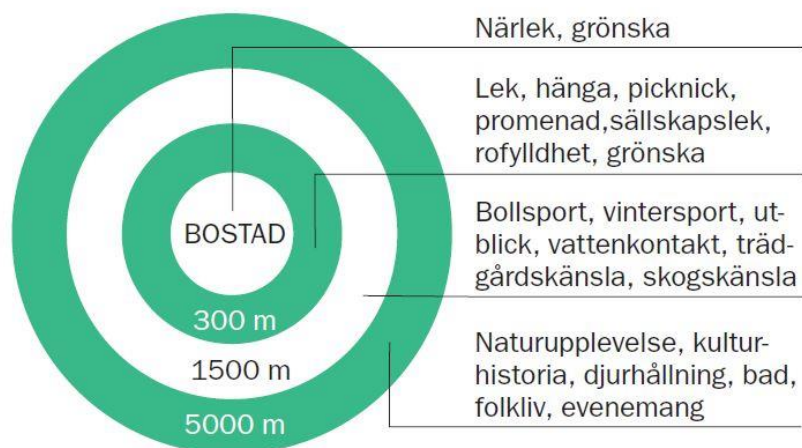 Närlek, grönska
Lek, hänga, picknick,
promenad,sällskapslek,
rofylldhet, grönska
Bollsport, vintersport, ut-
blick, vattenkontakt, träd-
gårdskänsla, skogskänsla
Naturupplevelse, kultur-
historia, djurhållning, bad,
folkliv, evenemang
BOSTAD
300 m
1500 m
5000 m